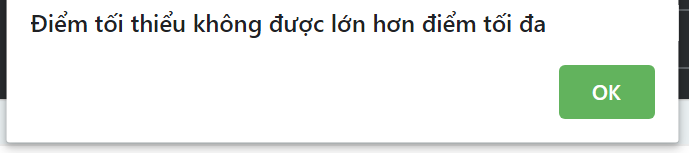 Điểm tối thiểu không được lớn hơn điểm tối đa
OK